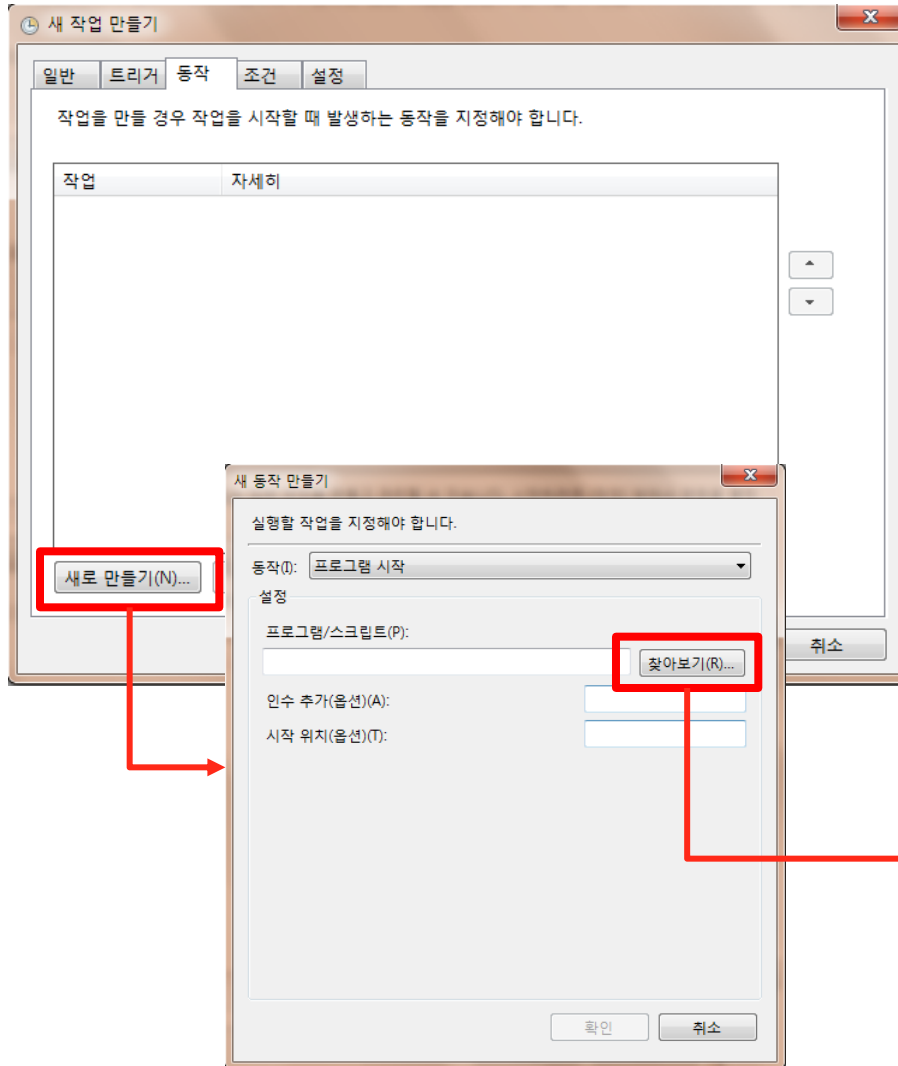 새 작업 만들기
일반 트리거 동작 조건 설정
작업을 만들 경우 작업을 시작할 때 발생하는 동작을 지정해야 합니다.
작업 자세히
새로 만들기(N)...
취소
새 동작 만들기
실행할 작업을 지정해야 합니다.
동작(I): 프로그램 시작
설정
프로그램/스크립트(P):
찾아보기(R)...
인수 추가(옵션)(A):
시작 위치(옵션)(T):
확인 취소